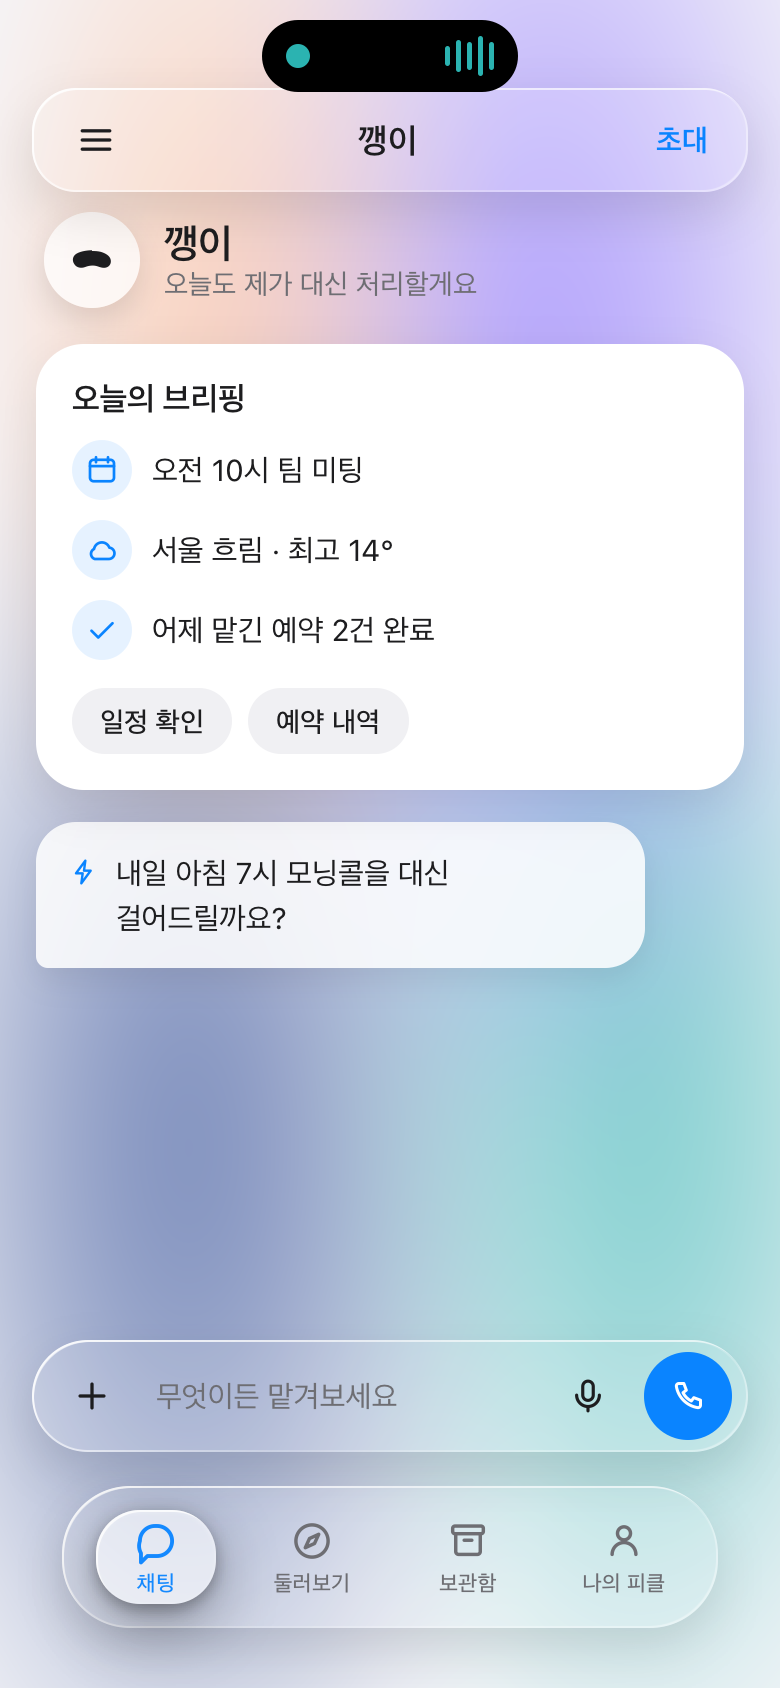 깽이
초대
깽이
오늘도 제가 대신 처리할게요
오늘의 브리핑
오전 10시 팀 미팅
서울 흐림 · 최고 14°
어제 맡긴 예약 2건 완료
일정 확인
예약 내역
내일 아침 7시 모닝콜을 대신
걸어드릴까요?
무엇이든 맡겨보세요
채팅
둘러보기
보관함
나의 피클